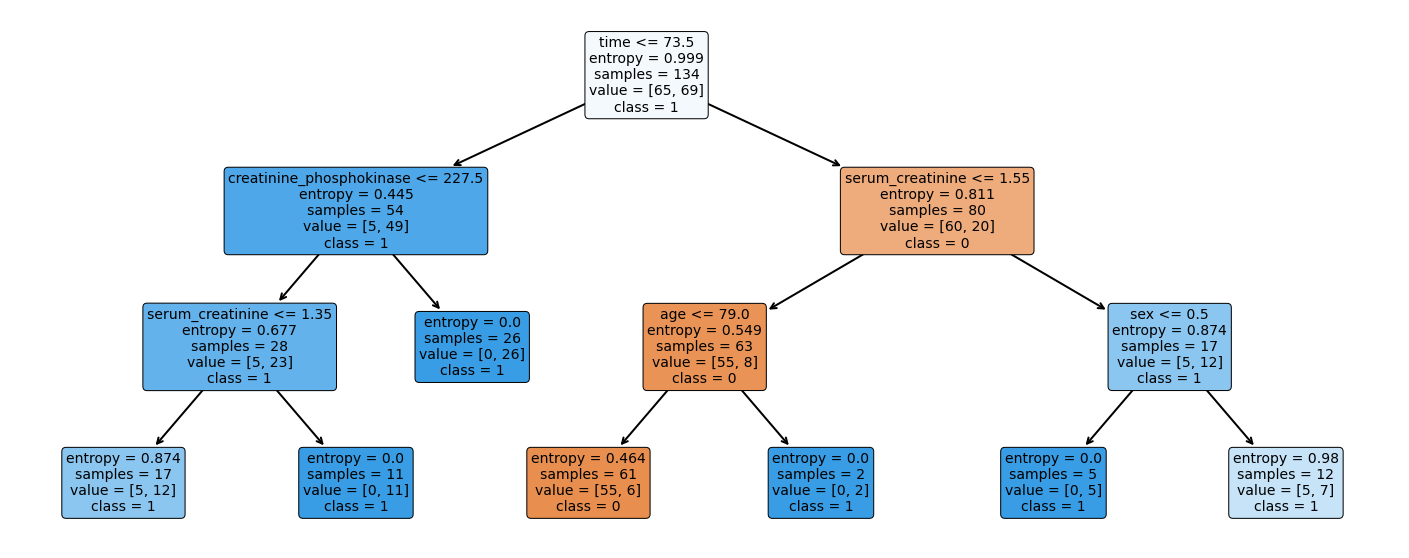 time <= 73.5
entropy = 0.999
samples = 134
value = [65, 69]
class = 1
creatinine_phosphokinase <= 227.5
entropy = 0.445
samples = 54
value = [5, 49]
class = 1
serum_creatinine <= 1.55
entropy = 0.811
samples = 80
value = [60, 20]
class = 0
serum_creatinine <= 1.35
entropy = 0.677
samples = 28
value = [5, 23]
class = 1
entropy = 0.0
samples = 26
value = [0, 26]
class = 1
age <= 79.0
entropy = 0.549
samples = 63
value = [55, 8]
class = 0
sex <= 0.5
entropy = 0.874
samples = 17
value = [5, 12]
class = 1
entropy = 0.874
samples = 17
value = [5, 12]
class = 1
entropy = 0.0
samples = 11
value = [0, 11]
class = 1
entropy = 0.464
samples = 61
value = [55, 6]
class = 0
entropy = 0.0
samples = 2
value = [0, 2]
class = 1
entropy = 0.0
samples = 5
value = [0, 5]
class = 1
entropy = 0.98
samples = 12
value = [5, 7]
class = 1